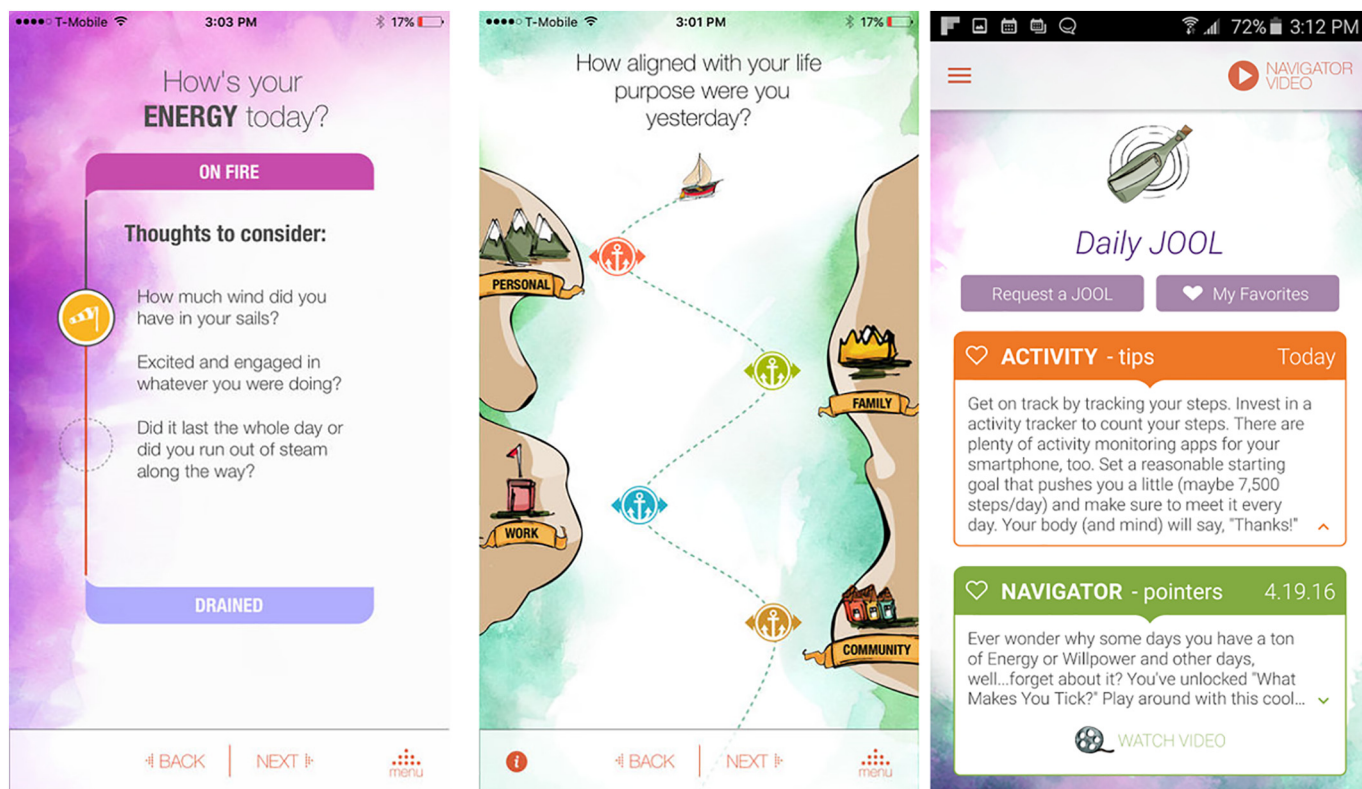 T-Mobile 3:03 PM 17%
How's your
ENERGY today?
ON FIRE
Thoughts to consider:
How much wind did you
have in your sails?
Excited and engaged in
whatever you were doing?
Did it last the whole day or
did you run out of steam
along the way?
DRAINED
BACK NEXT menu
T-Mobile 3:01 PM 17%
How aligned with your life
purpose were you
yesterday?
PERSONAL
FAMILY
WORK
COMMUNITY
i BACK NEXT menu
72% 3:12 PM
NAVIGATOR
VIDEO
Daily JOOL
Request a JOOL My Favorites
ACTIVITY - tips Today
Get on track by tracking your steps. Invest in a
activity tracker to count your steps. There are
plenty of activity monitoring apps for your
smartphone, too. Set a reasonable starting
goal that pushes you a little (maybe 7,500
steps/day) and make sure to meet it every
day. Your body (and mind) will say, "Thanks!"
NAVIGATOR - pointers 4.19.16
Ever wonder why some days you have a ton
of Energy or Willpower and other days,
well...forget about it? You've unlocked "What
Makes You Tick?" Play around with this cool...
WATCH VIDEO